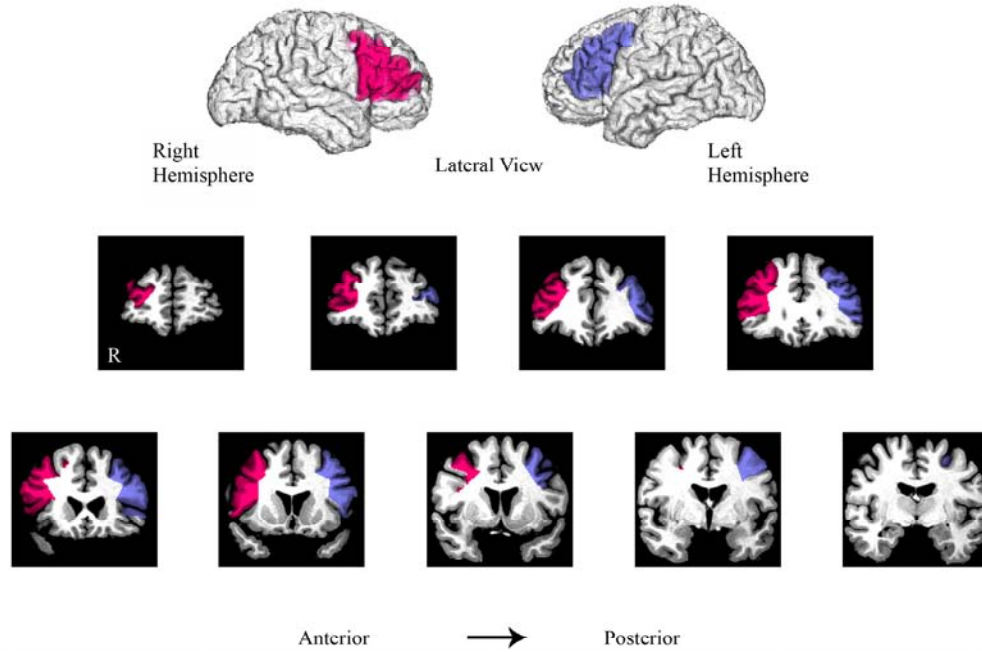 Right
Hemisphere
Lateral View
Left
Hemisphere
R
Anterior
Posterior